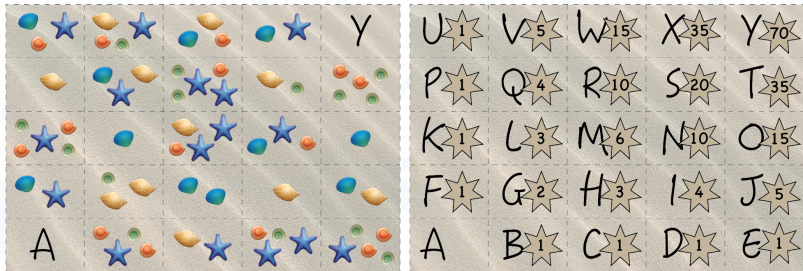 Y
A
U 1 V 5 W 15 X 35 Y 70
P 1 Q 4 R 10 S 20 T 35
K 1 L 3 M 6 N 10 O 15
F 1 G 2 H 3 I 4 J 5
A B 1 C 1 D 1 E 1